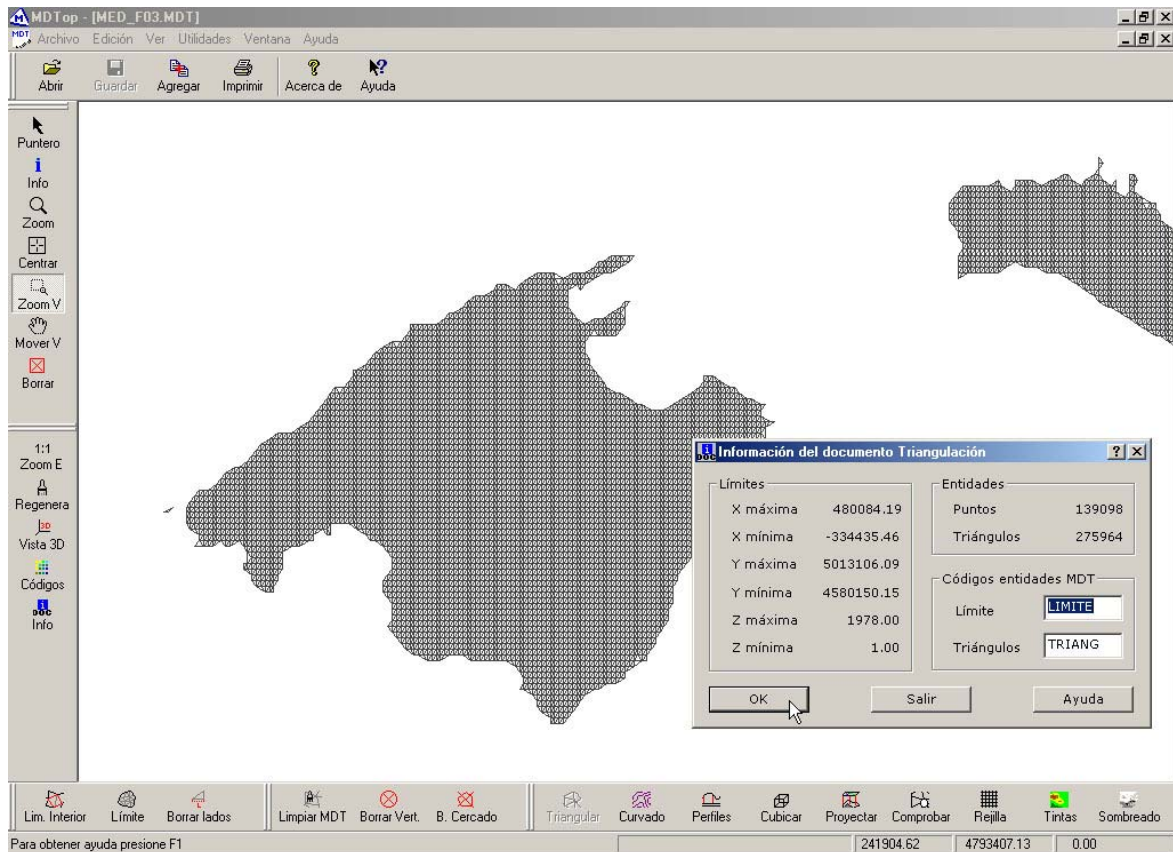 MDTop - [MED_F03.MDT]
MDT Archivo Edición Ver Utilidades Ventana Ayuda
Abrir Guardar Agregar Imprimir Acerca de Ayuda
Puntero
Info
Zoom
Centrar
Zoom V
Mover V
Borrar
1:1
Zoom E
Regenera
3D
Vista 3D
Códigos
DOC
Info
DOC Información del documento Triangulación
Límites
X máxima 480084.19
X mínima -334435.46
Y máxima 5013106.09
Y mínima 4580150.15
Z máxima 1978.00
Z mínima 1.00
Entidades
Puntos 139098
Triángulos 275964
Códigos entidades MDT
Límite LIMITE
Triángulos TRIANG
OK Salir Ayuda
Lim. Interior Límite Borrar lados Limpiar MDT Borrar Vert. B. Cercado Triangular Curvado Perfiles Cubicar Proyectar Comprobar Rejilla Tintas Sombreado
Para obtener ayuda presione F1 241904.62 4793407.13 0.00